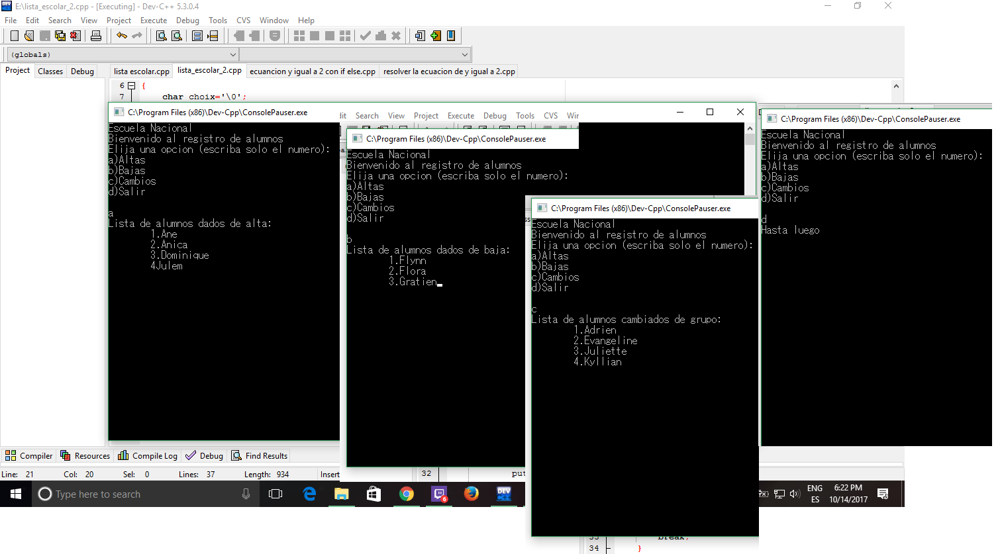 E:\lista_escolar_2.cpp - [Executing] - Dev-C++ 5.3.0.4
File Edit Search View Project Execute Debug Tools CVS Window Help
(globals)
Project Classes Debug
lista escolar.cpp lista_escolar_2.cpp ecuancion y igual a 2 con if else.cpp resolver la ecuacion de y igual a 2.cpp
6 {
7 char choix='\0';
C:\Program Files (x86)\Dev-Cpp\ConsolePauser.exe
Escuela Nacional
Bienvenido al registro de alumnos
Elija una opcion (escriba solo el numero):
a)Altas
b)Bajas
c)Cambios
d)Salir
a
Lista de alumnos dados de alta:
1.Ane
2.Anica
3.Dominique
4Julem
dit Search View Project Execute Debug Tools Wir
C:\Program Files (x86)\Dev-Cpp\ConsolePauser.exe
Escuela Nacional
Bienvenido al registro de alumnos
Elija una opcion (escriba solo el numero):
a)Altas
b)Bajas
c)Cambios
d)Salir
b
Lista de alumnos dados de baja:
1.Flynn
2.Flora
3.Gratien
C:\Program Files (x86)\Dev-Cpp\ConsolePauser.exe
Escuela Nacional
Bienvenido al registro de alumnos
Elija una opcion (escriba solo el numero):
a)Altas
b)Bajas
c)Cambios
d)Salir
c
Lista de alumnos cambiados de grupo:
1.Adrien
2.Evangeline
3.Juliette
4.Kyllian
C:\Program Files (x86)\Dev-Cpp\ConsolePauser.exe
Escuela Nacional
Bienvenido al registro de alumnos
Elija una opcion (escriba solo el numero):
a)Altas
b)Bajas
c)Cambios
d)Salir
d
Hasta luego
Compiler Resources Compile Log Debug Find Results
Line: 21 Col: 20 Sel: 0 Lines: 37 Length: 934 Insert
32 put
Type here to search
DEV
6
ENG
ES
6:22 PM
10/14/2017
33 break;
34 }